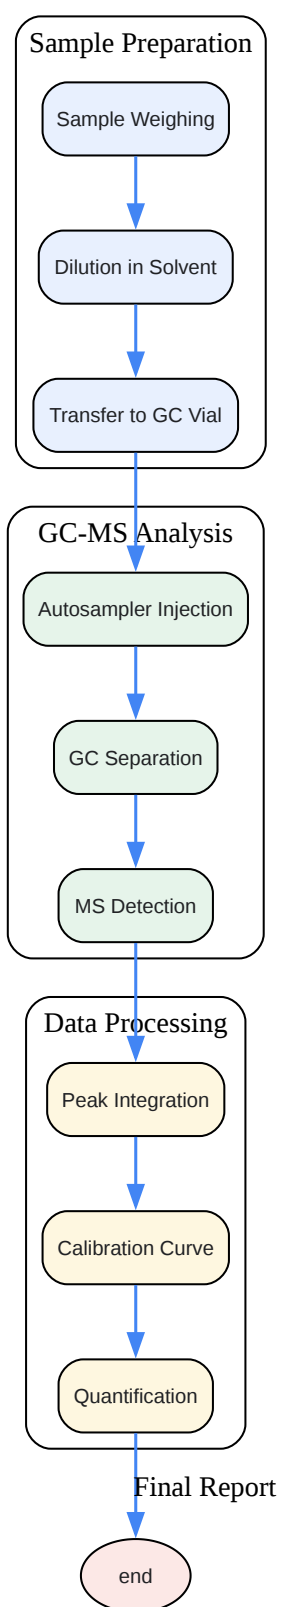 Sample Preparation
Sample Weighing
Dilution in Solvent
Transfer to GC Vial
GC-MS Analysis
Autosampler Injection
GC Separation
MS Detection
Data Processing
Peak Integration
Calibration Curve
Quantification
Final Report
end